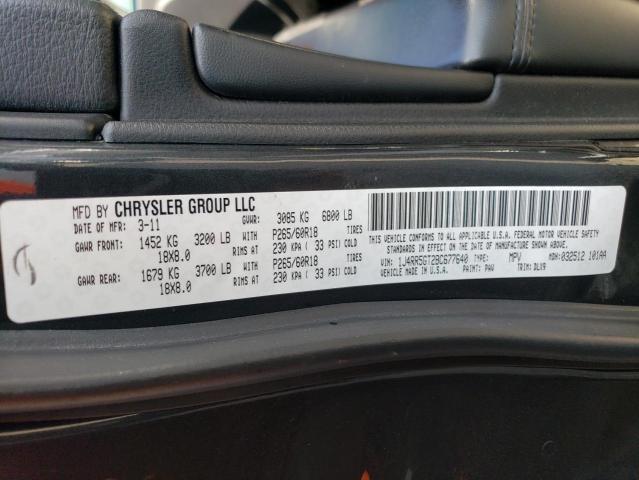 MFD BY CHRYSLER GROUP LLC
DATE OF MFR: 3-11 GVWR: 3085 KG 6800 LB
GAWR FRONT: 1452 KG 3200 LB WITH P265/60R18 TIRES
18X8.0 RIMS AT 230 KPA ( 33 PSI) COLD
GAWR REAR: 1679 KG 3700 LB WITH P265/60R18 TIRES
18X8.0 RIMS AT 230 KPA ( 33 PSI) COLD
THIS VEHICLE CONFORMS TO ALL APPLICABLE U.S.A. FEDERAL MOTOR VEHICLE SAFETY
STANDARDS IN EFFECT ON THE DATE OF MANUFACTURE SHOWN ABOVE.
VIN: 1J4RR5GT2BC677640 TYPE: MPV MDH: 032512 101AA
VEHICLE MADE IN U.S.A. PAINT: PAV TRIM: DLX9